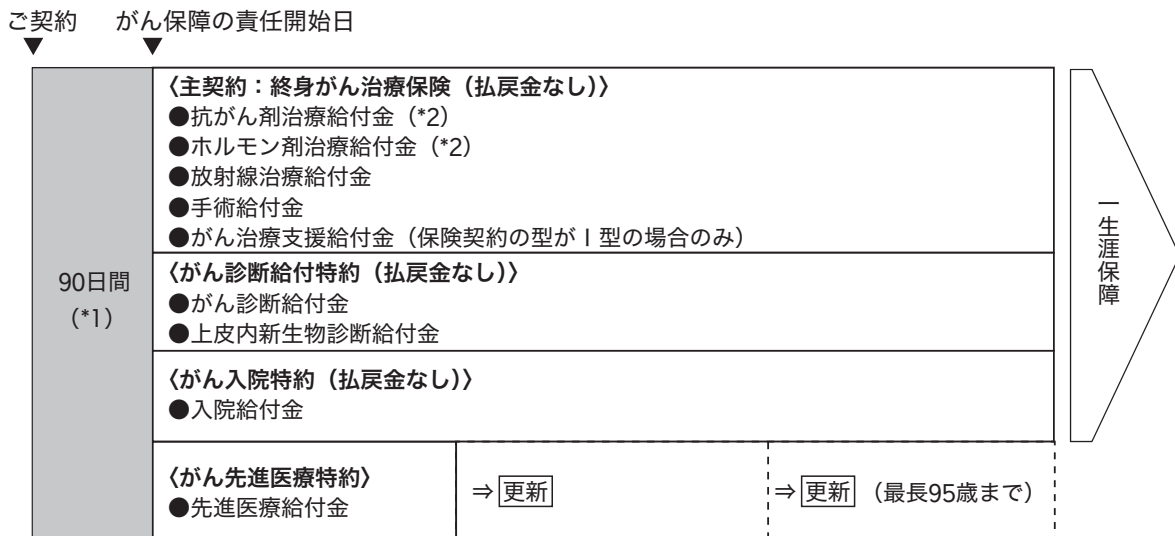 ご契約 がん保障の責任開始日
▼ ▼
90日間
(*1)
〈主契約：終身がん治療保険（払戻金なし）〉
●抗がん剤治療給付金（*2）
●ホルモン剤治療給付金（*2）
●放射線治療給付金
●手術給付金
●がん治療支援給付金（保険契約の型がⅠ型の場合のみ）
〈がん診断給付特約（払戻金なし）〉
●がん診断給付金
●上皮内新生物診断給付金
〈がん入院特約（払戻金なし）〉
●入院給付金
〈がん先進医療特約〉
●先進医療給付金
⇒更新
⇒更新（最長95歳まで）
一生涯保障